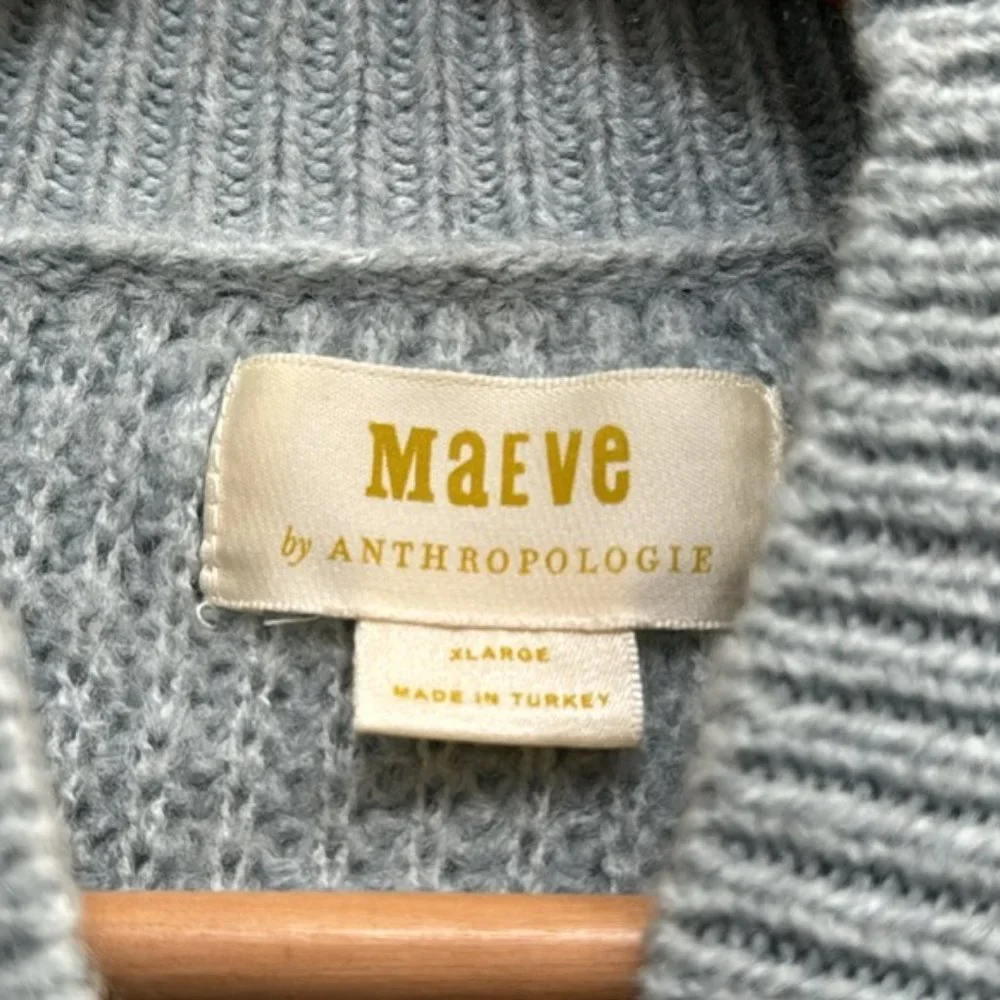 MaEve
by ANTHROPOLOGIE
XLARGE
MADE IN TURKEY